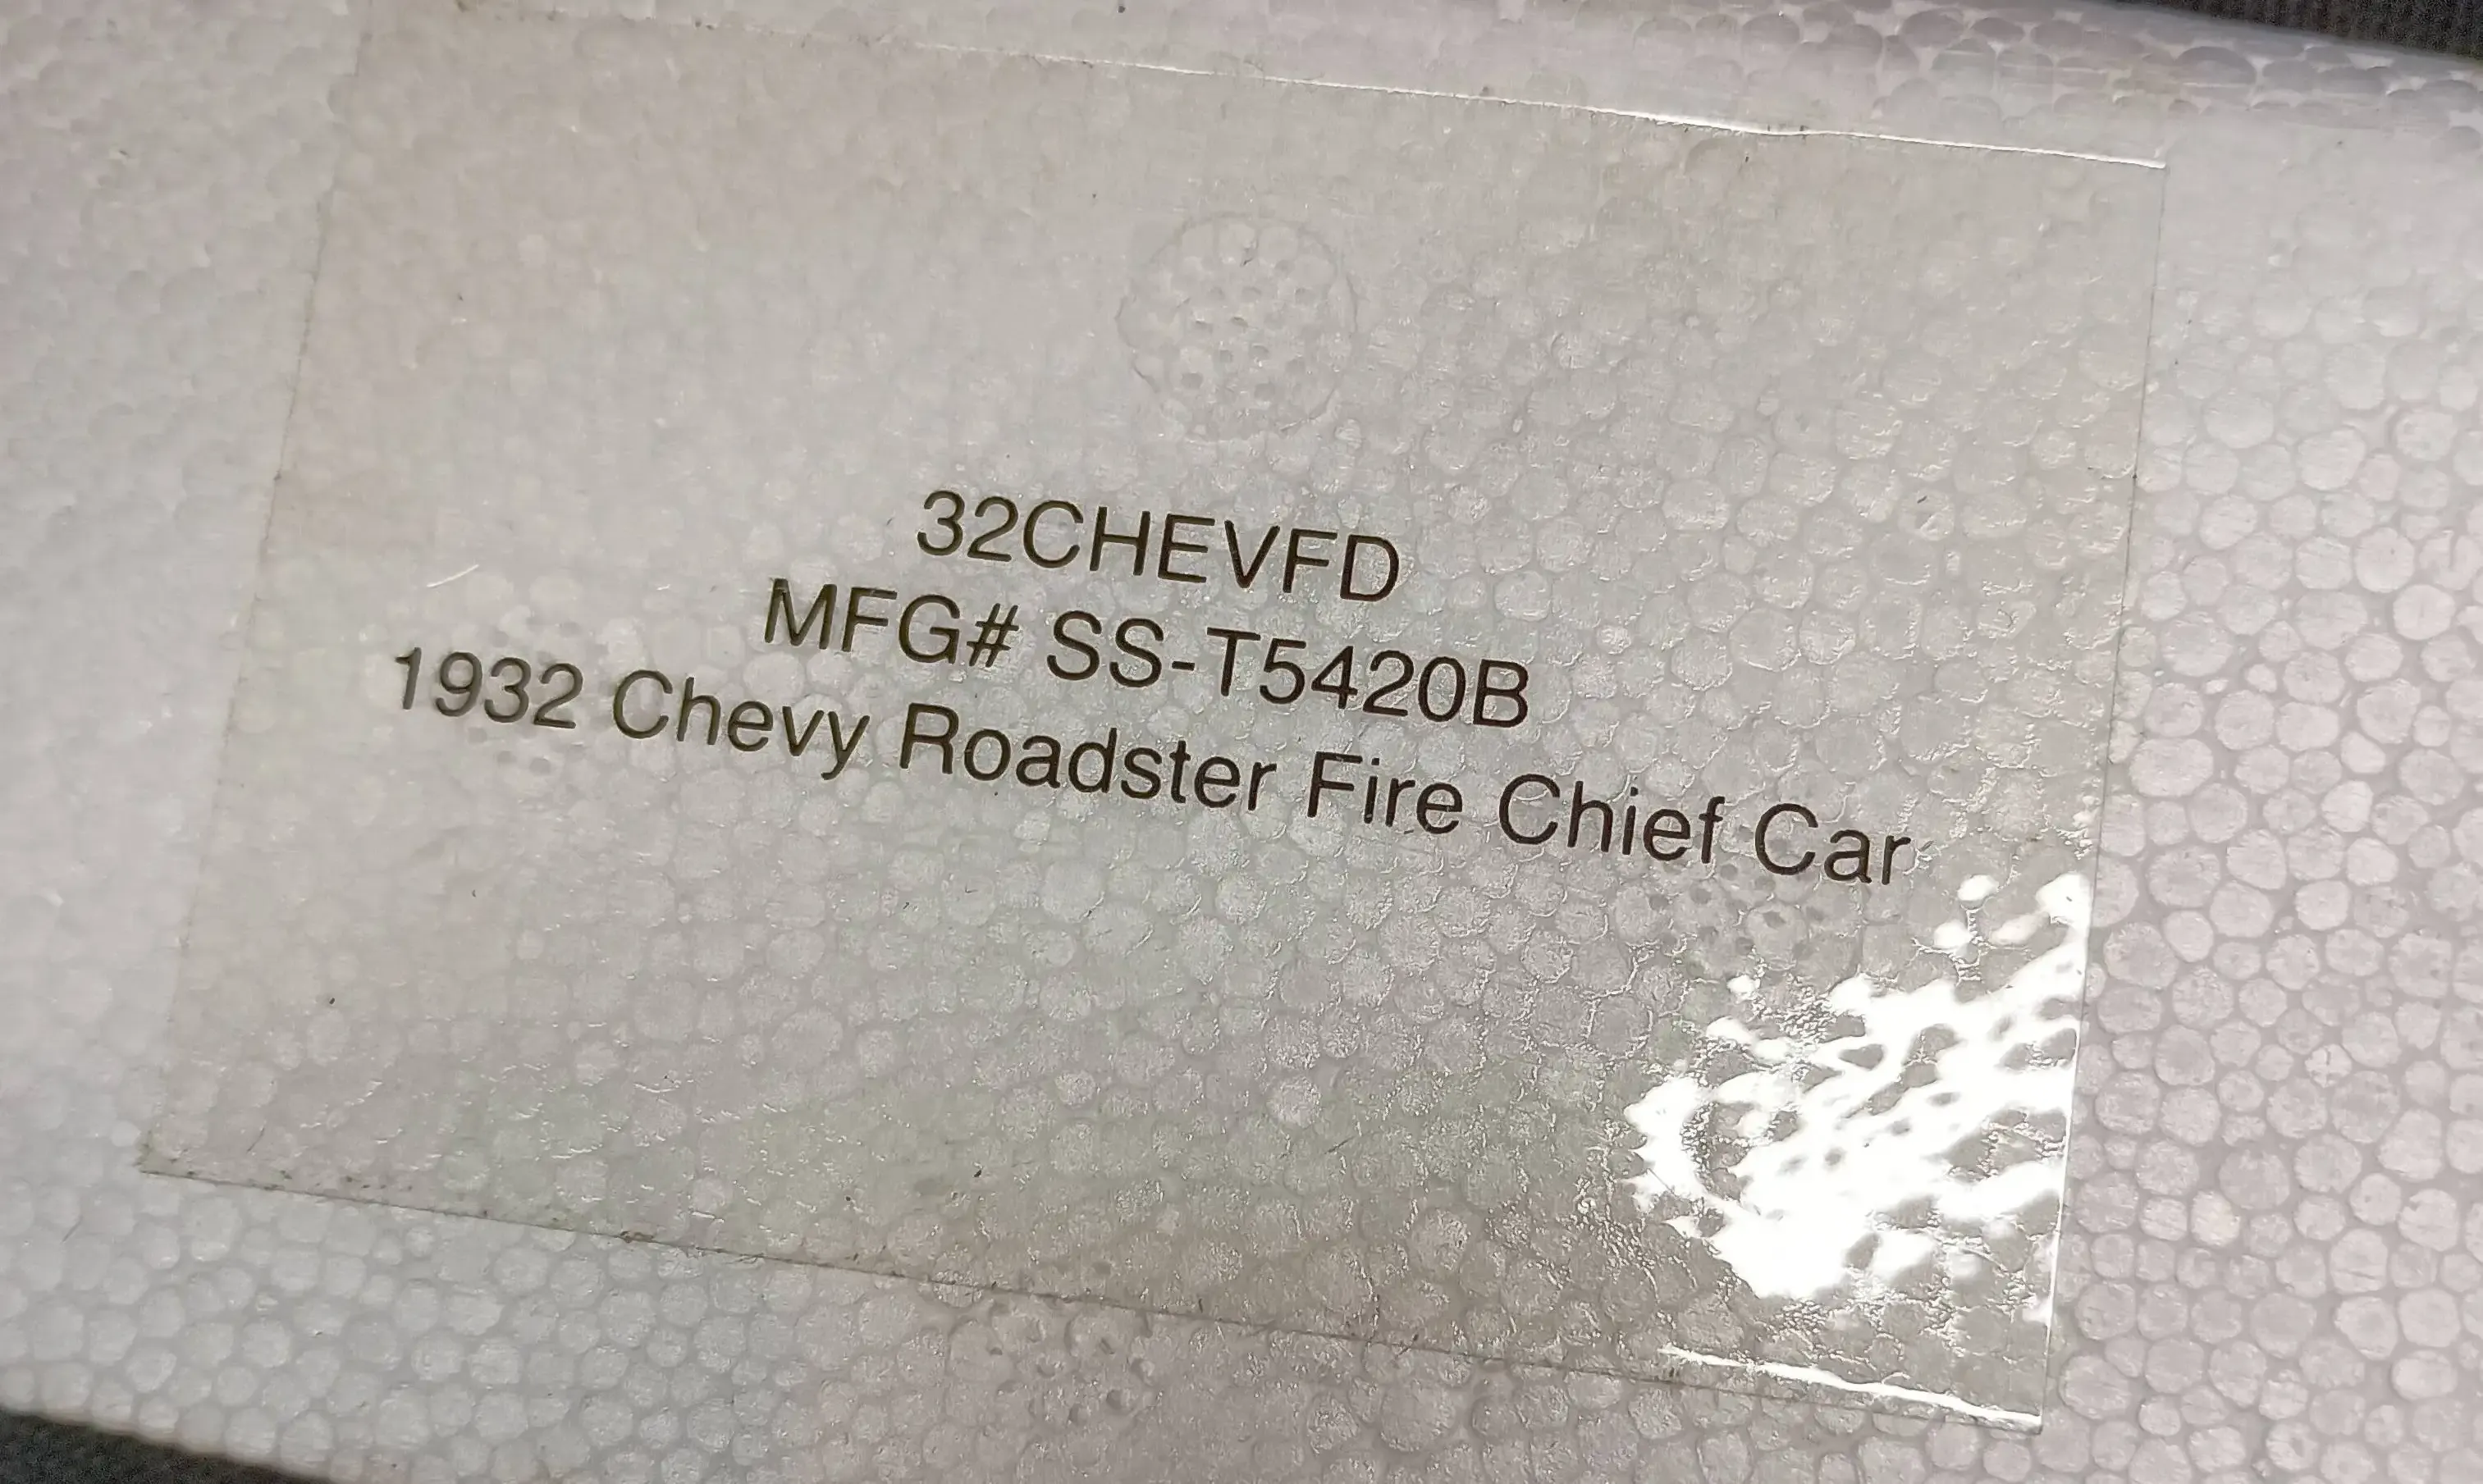 32CHEVFD
MFG# SS-T5420B
1932 Chevy Roadster Fire Chief Car